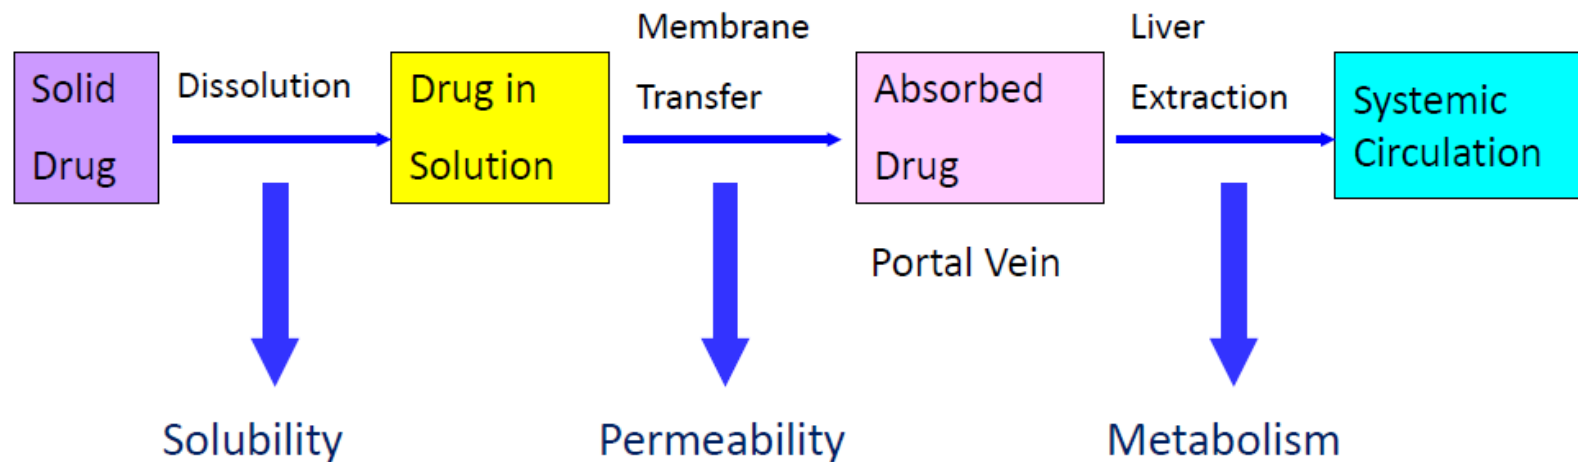 Solid
Drug
Dissolution
Drug in
Solution
Membrane
Transfer
Absorbed
Drug
Portal Vein
Liver
Extraction
Systemic
Circulation
Solubility
Permeability
Metabolism